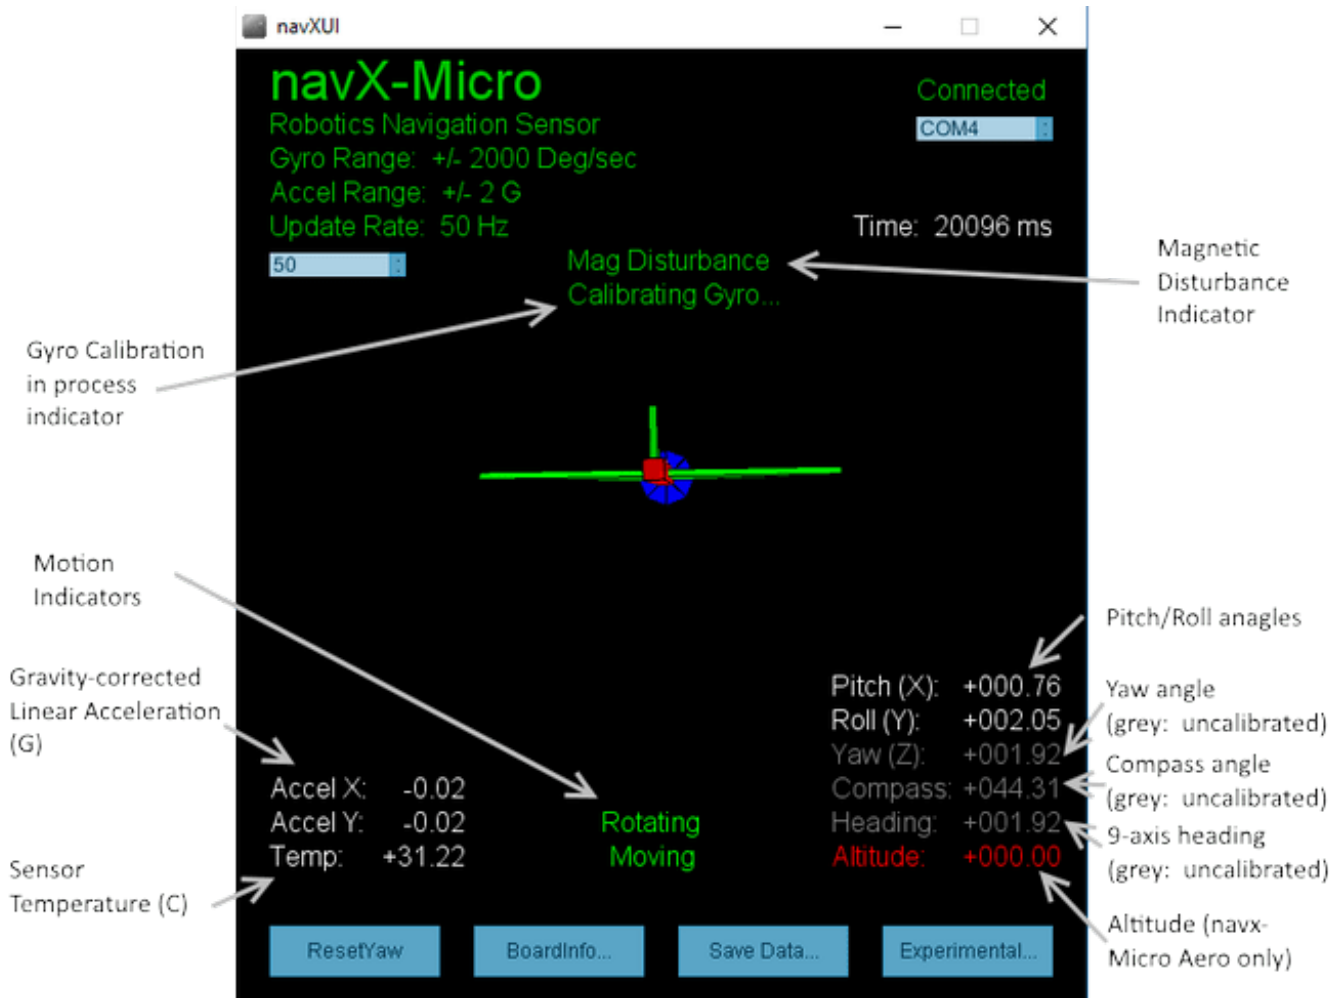 navXUI
navX-Micro
Connected
Robotics Navigation Sensor
COM4
Gyro Range: +/- 2000 Deg/sec
Accel Range: +/- 2 G
Update Rate: 50 Hz
Time: 20096 ms
50
Mag Disturbance
Calibrating Gyro...
Magnetic
Disturbance
Indicator
Gyro Calibration
in process
indicator
Motion
Indicators
Gravity-corrected
Linear Acceleration
(G)
Sensor
Temperature (C)
Accel X: -0.02
Accel Y: -0.02
Temp: +31.22
Rotating
Moving
Pitch (X): +000.76
Roll (Y): +002.05
Yaw (Z): +001.92
Compass: +044.31
Heading: +001.92
Altitude: +000.00
Pitch/Roll anagles
Yaw angle
(grey: uncalibrated)
Compass angle
(grey: uncalibrated)
9-axis heading
(grey: uncalibrated)
Altitude (navx-
Micro Aero only)
ResetYaw
BoardInfo...
Save Data...
Experimental...